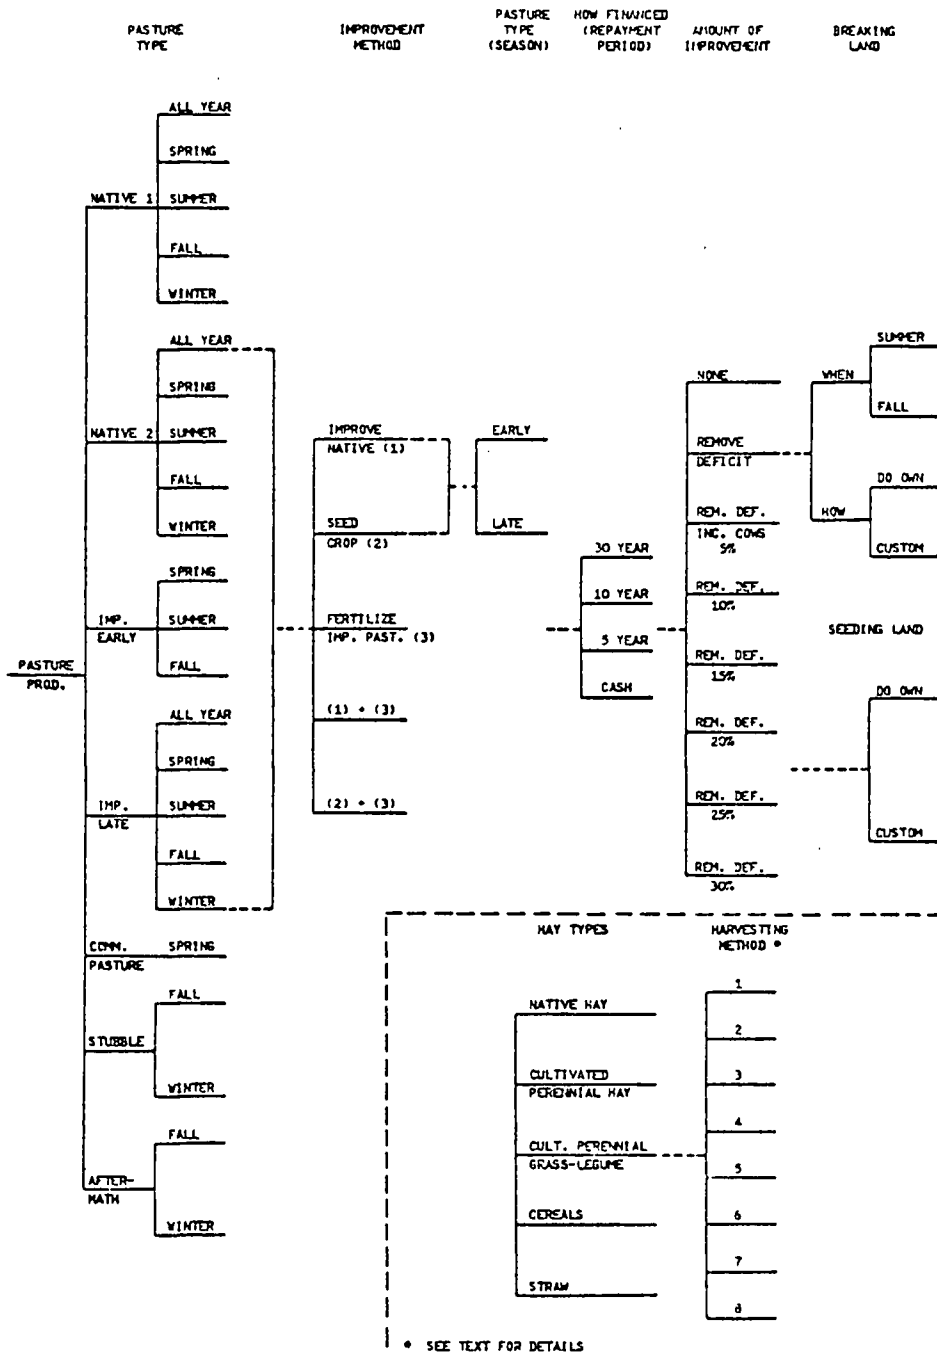 PASTURE
TYPE
IMPROVEMENT
METHOD
PASTURE
TYPE
(SEASON)
HOW FINANCED
(REPAYMENT
PERIOD)
AMOUNT OF
IMPROVEMENT
BREAKING
LAND
PASTURE
PROD.
NATIVE 1
ALL YEAR
SPRING
SUMMER
FALL
WINTER
NATIVE 2
ALL YEAR
SPRING
SUMMER
FALL
WINTER
IMP.
EARLY
SPRING
SUMMER
FALL
IMP.
LATE
ALL YEAR
SPRING
SUMMER
FALL
WINTER
COMM.
PASTURE
SPRING
STUBBLE
FALL
WINTER
AFTER-
MATH
FALL
WINTER
IMPROVE
NATIVE (1)
SEED
CROP (2)
FERTILIZE
IMP. PAST. (3)
(1) + (3)
(2) + (3)
EARLY
LATE
30 YEAR
10 YEAR
5 YEAR
CASH
NONE
REMOVE
DEFICIT
REM. DEF.
INC. COWS
5%
REM. DEF.
10%
REM. DEF.
15%
REM. DEF.
20%
REM. DEF.
25%
REM. DEF.
30%
WHEN
SUMMER
FALL
HOW
DO OWN
CUSTOM
SEEDING LAND
DO OWN
CUSTOM
HAY TYPES
NATIVE HAY
CULTIVATED
PERENNIAL HAY
CULT. PERENNIAL
GRASS-LEGUME
CEREALS
STRAW
HARVESTING
METHOD *
1
2
3
4
5
6
7
8
* SEE TEXT FOR DETAILS